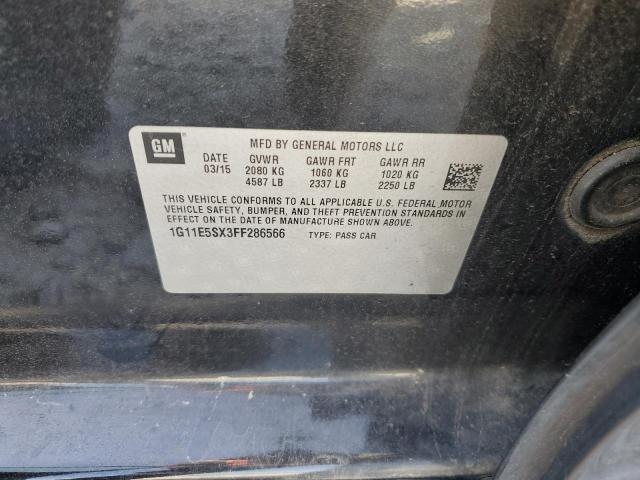 GM
MFD BY GENERAL MOTORS LLC
DATE GVWR GAWR FRT GAWR RR
03/15 2080 KG 1060 KG 1020 KG
4587 LB 2337 LB 2250 LB
THIS VEHICLE CONFORMS TO ALL APPLICABLE U.S. FEDERAL MOTOR
VEHICLE SAFETY, BUMPER, AND THEFT PREVENTION STANDARDS IN
EFFECT ON THE DATE OF MANUFACTURE SHOWN ABOVE.
1G11E5SX3FF286566 TYPE: PASS CAR